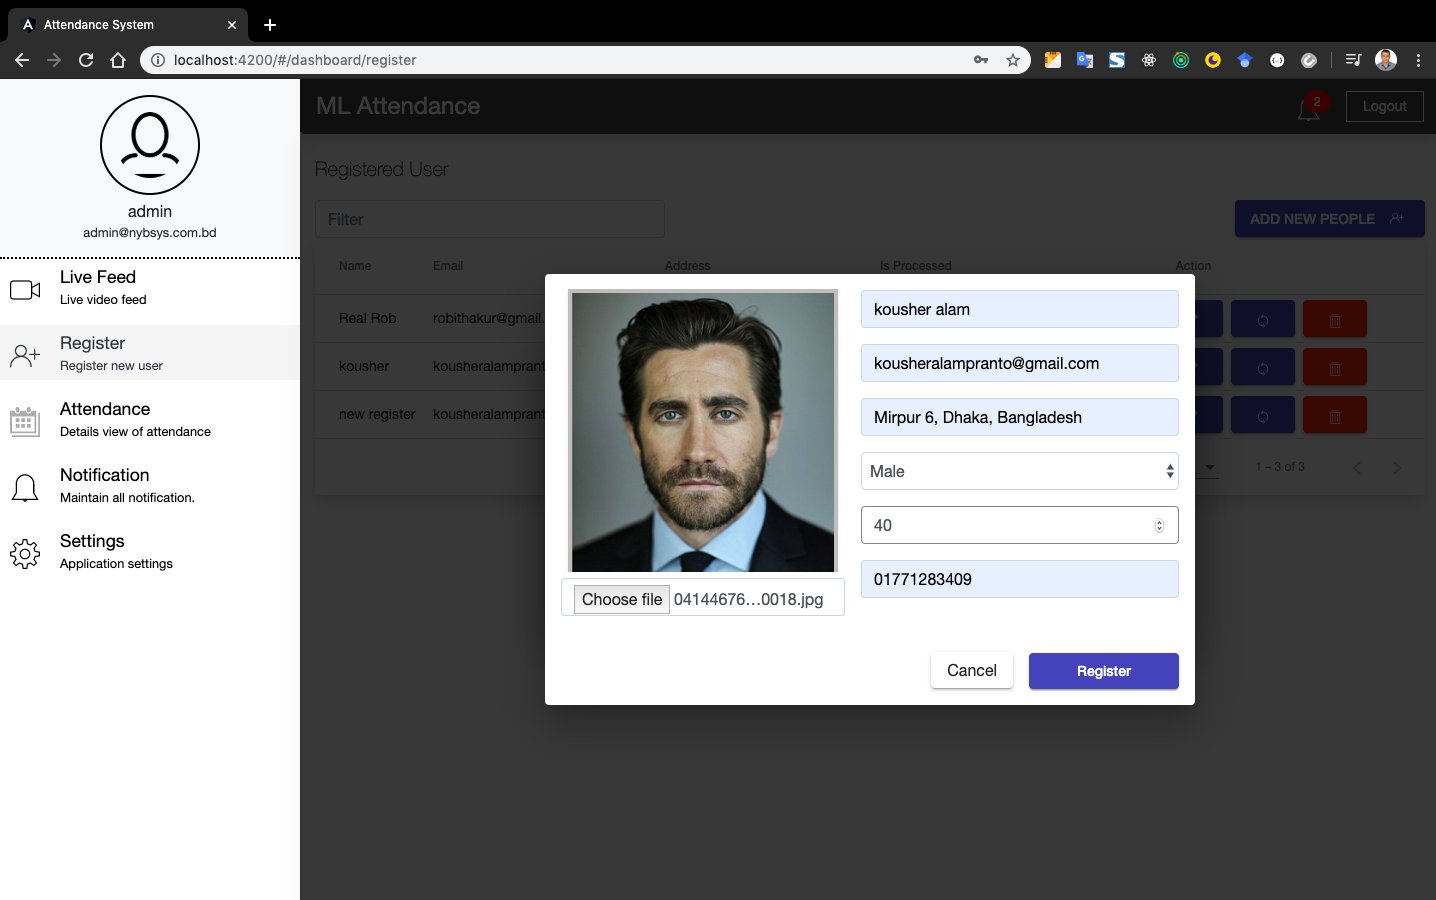 Attendance System
localhost:4200/#/dashboard/register
admin
admin@nybsys.com.bd
Live Feed
Live video feed
Register
Register new user
Attendance
Details view of attendance
Notification
Maintain all notification.
Settings
Application settings
ML Attendance
2
Logout
Registered User
Filter
ADD NEW PEOPLE
Name Email Address Is Processed Action
Real Rob robithakur@gmail.
kousher kousheralampranto
new register kousheralampranto
1 – 3 of 3
kousher alam
kousheralampranto@gmail.com
Mirpur 6, Dhaka, Bangladesh
Male
40
01771283409
Choose file 04144676...0018.jpg
Cancel Register